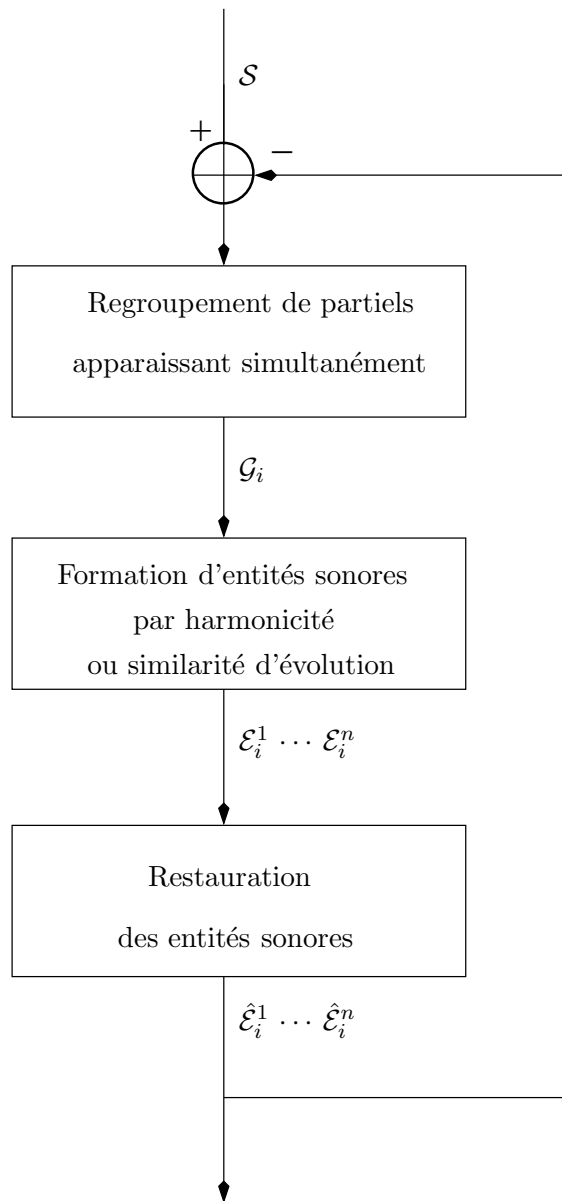 𝒮
+
−
Regroupement de partiels
apparaissant simultanément
𝒢ᵢ
Formation d'entités sonores
par harmonicité
ou similarité d'évolution
ℰᵢ¹ ⋯ ℰᵢⁿ
Restauration
des entités sonores
ℰ̂ᵢ¹ ⋯ ℰ̂ᵢⁿ